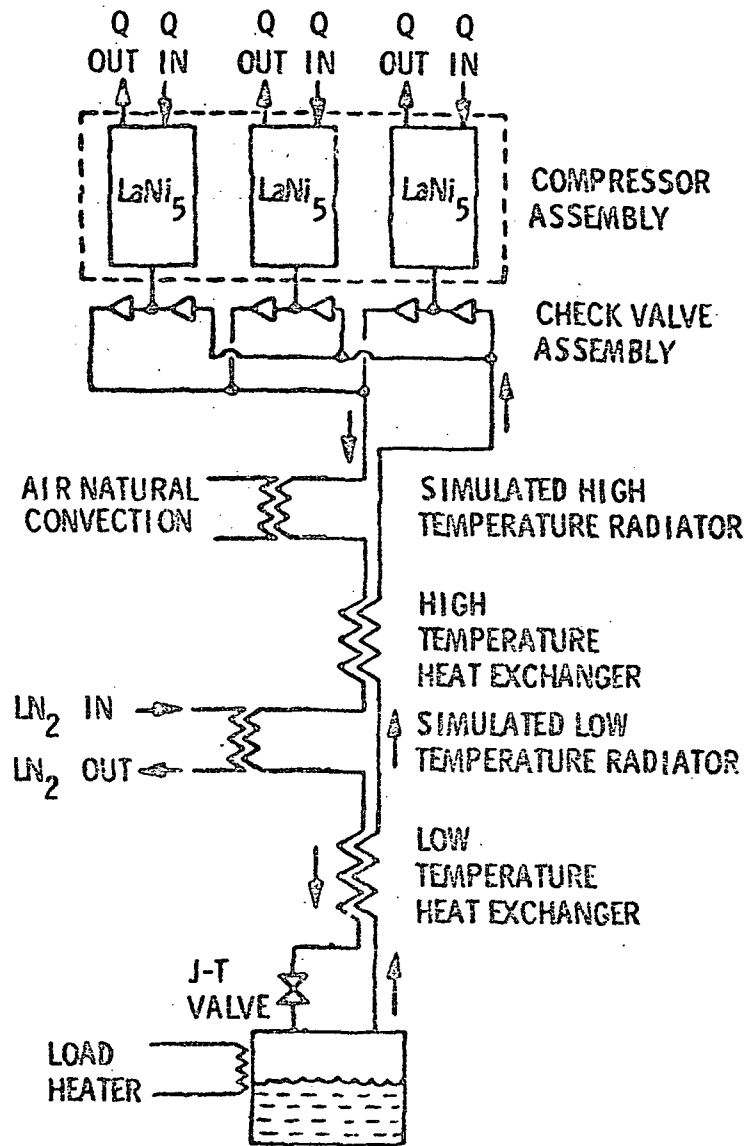 Q Q Q Q Q Q
OUT IN OUT IN OUT IN
LaNi5 LaNi5 LaNi5
COMPRESSOR
ASSEMBLY
CHECK VALVE
ASSEMBLY
AIR NATURAL
CONVECTION
SIMULATED HIGH
TEMPERATURE RADIATOR
HIGH
TEMPERATURE
HEAT EXCHANGER
LN2 IN
LN2 OUT
SIMULATED LOW
TEMPERATURE RADIATOR
LOW
TEMPERATURE
HEAT EXCHANGER
J-T
VALVE
LOAD
HEATER